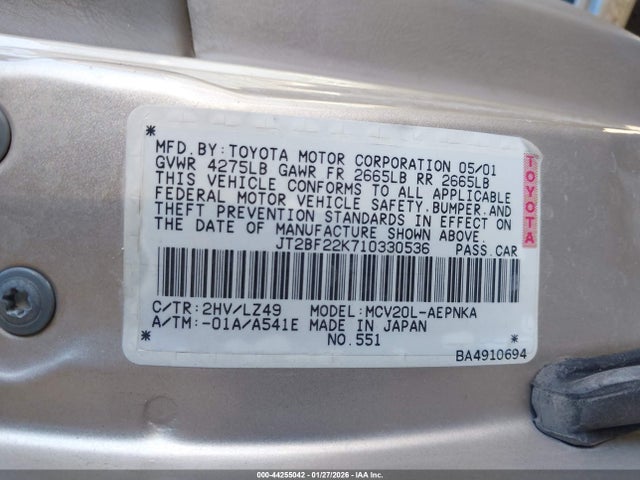 MFD.BY:TOYOTA MOTOR CORPORATION 05/01
GVWR 4275LB GAWR FR 2665LB RR 2665LB
THIS VEHICLE CONFORMS TO ALL APPLICABLE
FEDERAL MOTOR VEHICLE SAFETY,BUMPER,AND
THEFT PREVENTION STANDARDS IN EFFECT ON
THE DATE OF MANUFACTURE SHOWN ABOVE.
JT2BF22K710330536 PASS.CAR
TOYOTA
C/TR:2HV/LZ49 MODEL:MCV20L-AEPNKA
A/TM:-01A/A541E MADE IN JAPAN
NO.551
BA4910694
000-44255042 - 01/27/2026 - IAA Inc.